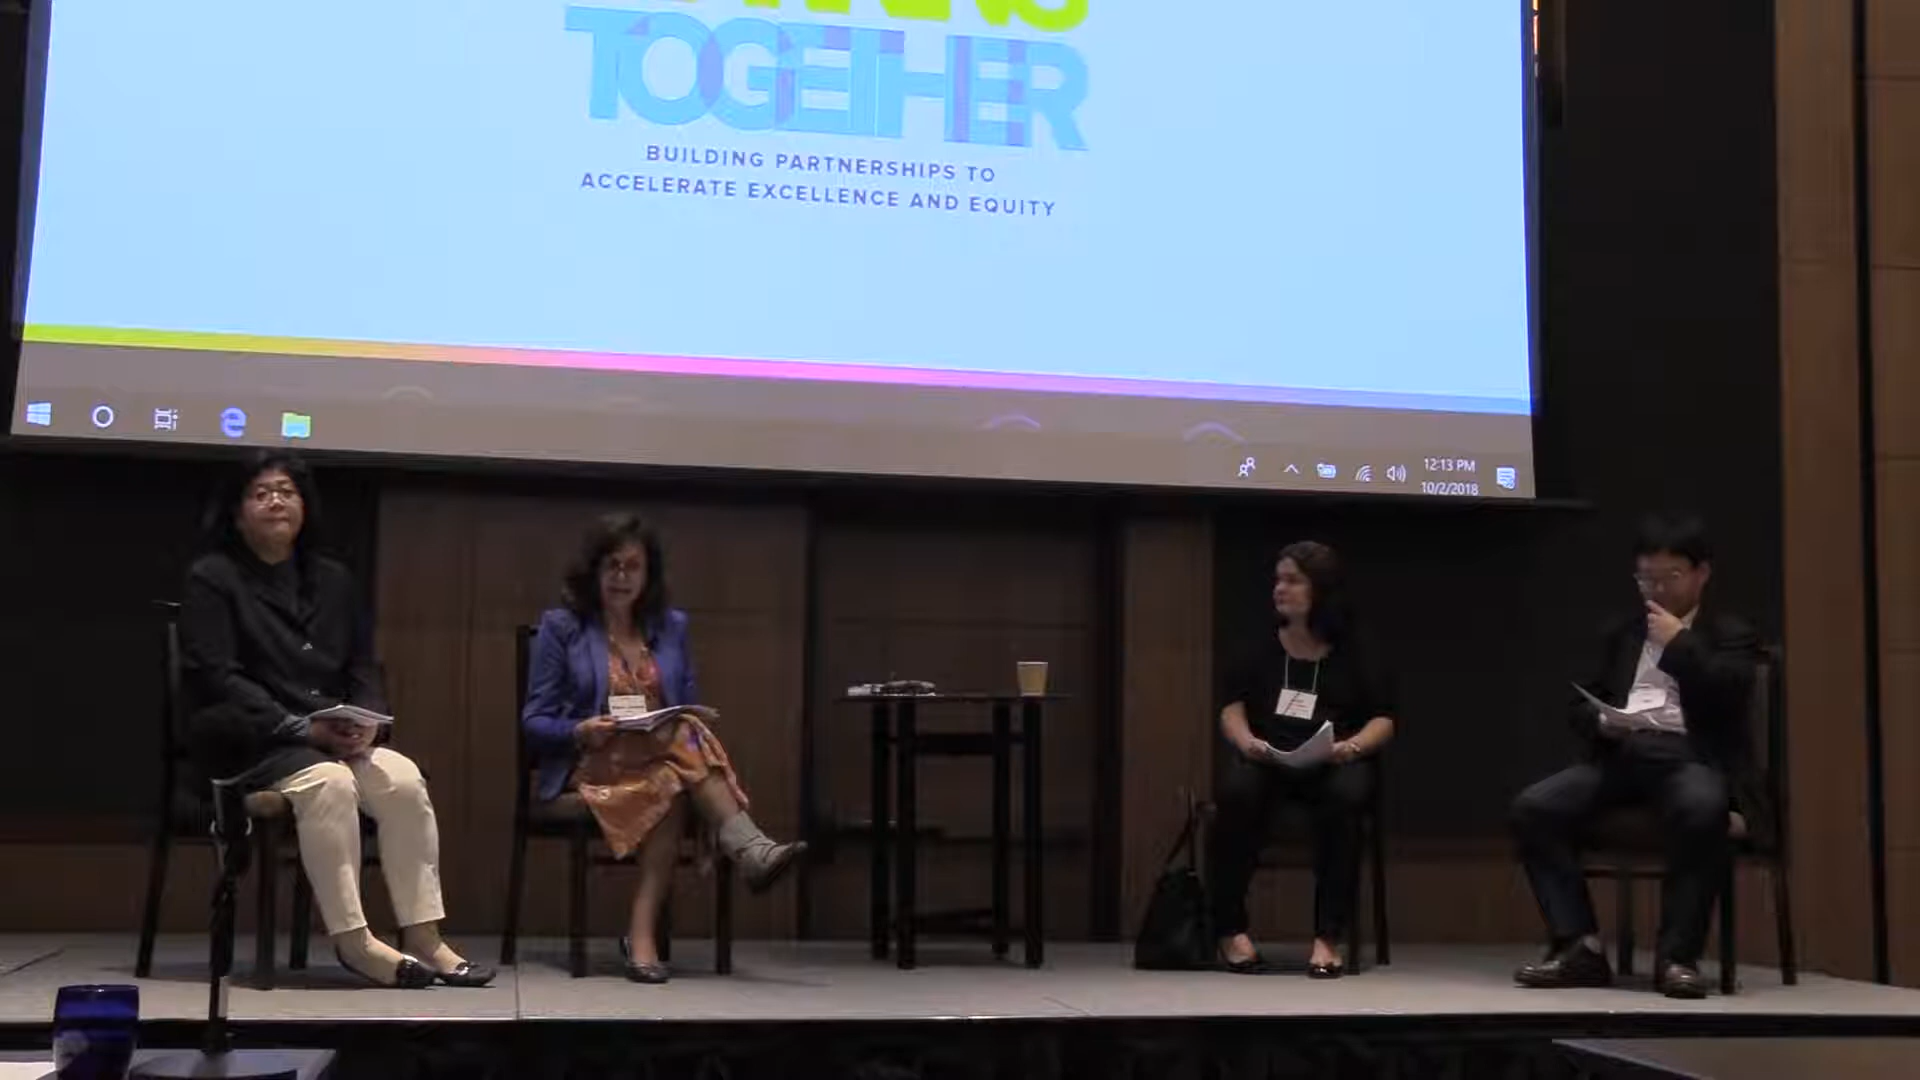 TOGETHER
BUILDING PARTNERSHIPS TO
ACCELERATE EXCELLENCE AND EQUITY
12:13 PM
10/2/2018